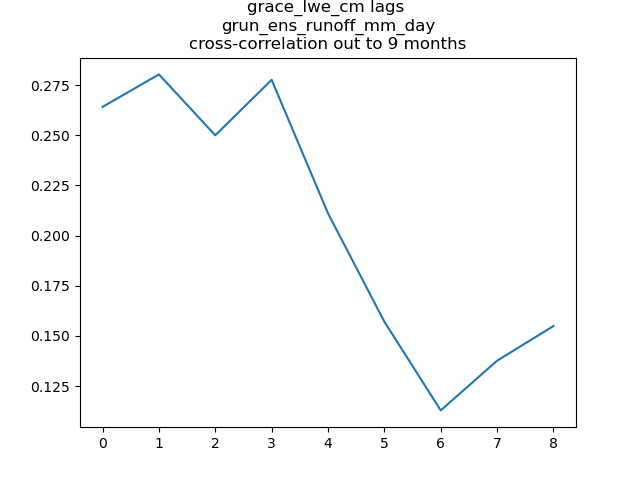 grace_lwe_cm lags
grun_ens_runoff_mm_day
cross-correlation out to 9 months
0.275
0.250
0.225
0.200
0.175
0.150
0.125
0 1 2 3 4 5 6 7 8